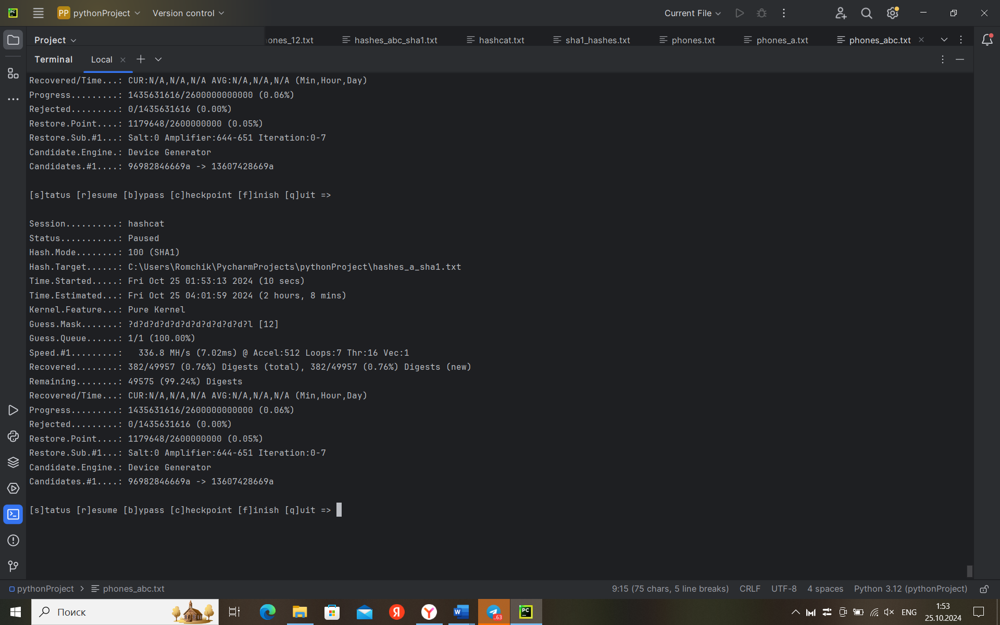 PC
PP pythonProject
Version control
Current File
Project
ones_12.txt
hashes_abc_sha1.txt
hashcat.txt
sha1_hashes.txt
phones.txt
phones_a.txt
phones_abc.txt
Terminal
Local
Recovered/Time...: CUR:N/A,N/A,N/A AVG:N/A,N/A,N/A (Min,Hour,Day)
Progress.........: 1435631616/2600000000000 (0.06%)
Rejected.........: 0/1435631616 (0.00%)
Restore.Point....: 1179648/2600000000 (0.05%)
Restore.Sub.#1...: Salt:0 Amplifier:644-651 Iteration:0-7
Candidate.Engine.: Device Generator
Candidates.#1....: 96982846669a -> 13607428669a
[s]tatus [r]esume [b]ypass [c]heckpoint [f]inish [q]uit =>
Session..........: hashcat
Status...........: Paused
Hash.Mode........: 100 (SHA1)
Hash.Target......: C:\Users\Romchik\PycharmProjects\pythonProject\hashes_a_sha1.txt
Time.Started.....: Fri Oct 25 01:53:13 2024 (10 secs)
Time.Estimated...: Fri Oct 25 04:01:59 2024 (2 hours, 8 mins)
Kernel.Feature...: Pure Kernel
Guess.Mask.......: ?d?d?d?d?d?d?d?d?d?d?d?l [12]
Guess.Queue......: 1/1 (100.00%)
Speed.#1.........:   336.8 MH/s (7.02ms) @ Accel:512 Loops:7 Thr:16 Vec:1
Recovered........: 382/49957 (0.76%) Digests (total), 382/49957 (0.76%) Digests (new)
Remaining........: 49575 (99.24%) Digests
Recovered/Time...: CUR:N/A,N/A,N/A AVG:N/A,N/A,N/A (Min,Hour,Day)
Progress.........: 1435631616/2600000000000 (0.06%)
Rejected.........: 0/1435631616 (0.00%)
Restore.Point....: 1179648/2600000000 (0.05%)
Restore.Sub.#1...: Salt:0 Amplifier:644-651 Iteration:0-7
Candidate.Engine.: Device Generator
Candidates.#1....: 96982846669a -> 13607428669a
[s]tatus [r]esume [b]ypass [c]heckpoint [f]inish [q]uit =>
pythonProject > phones_abc.txt
9:15 (75 chars, 5 line breaks)
CRLF
UTF-8
4 spaces
Python 3.12 (pythonProject)
Поиск
Я
Y
W
..63
PC
ENG
1:53
25.10.2024